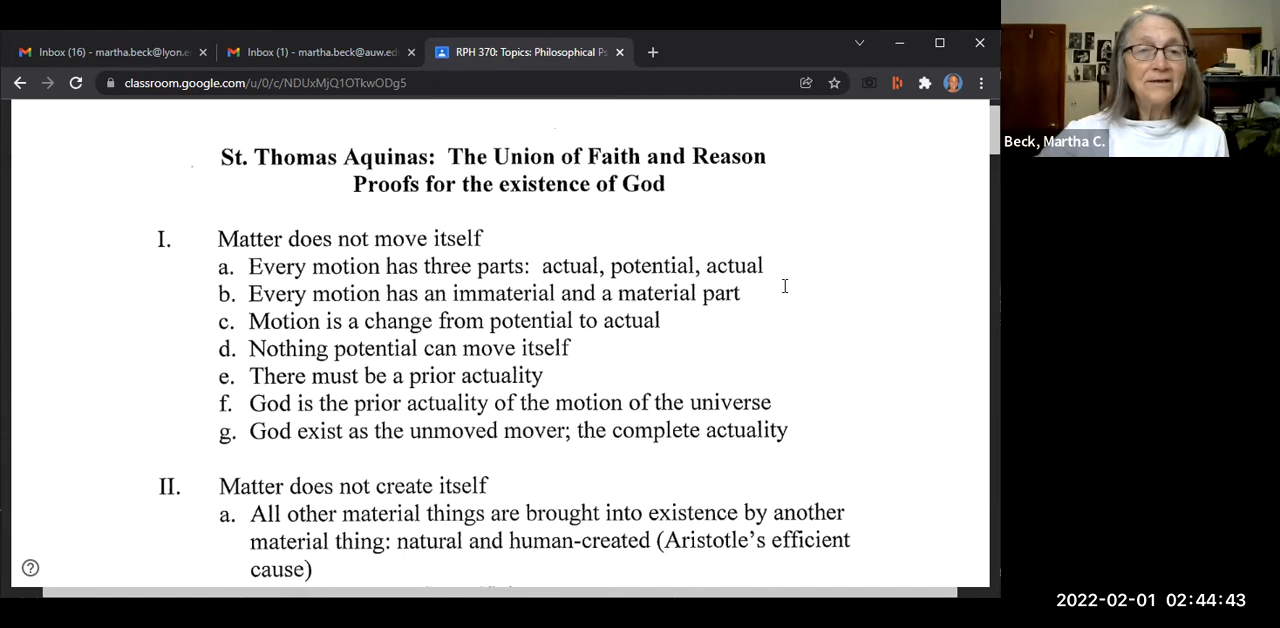 Inbox (16) - martha.beck@lyon.e
Inbox (1) - martha.beck@auw.ed
RPH 370: Topics: Philosophical Ps
classroom.google.com/u/0/c/NDUxMjQ1OTkwODg5
Beck, Martha C.
St. Thomas Aquinas: The Union of Faith and Reason
Proofs for the existence of God
I. Matter does not move itself
a. Every motion has three parts: actual, potential, actual
b. Every motion has an immaterial and a material part
c. Motion is a change from potential to actual
d. Nothing potential can move itself
e. There must be a prior actuality
f. God is the prior actuality of the motion of the universe
g. God exist as the unmoved mover; the complete actuality
II. Matter does not create itself
a. All other material things are brought into existence by another
material thing: natural and human-created (Aristotle's efficient
cause)
2022-02-01 02:44:43